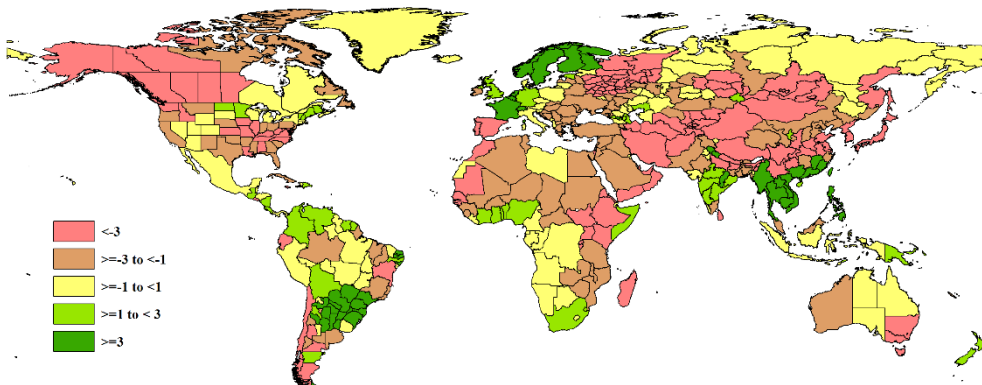 <-3
>=-3 to <-1
>=-1 to <1
>=1 to < 3
>=3